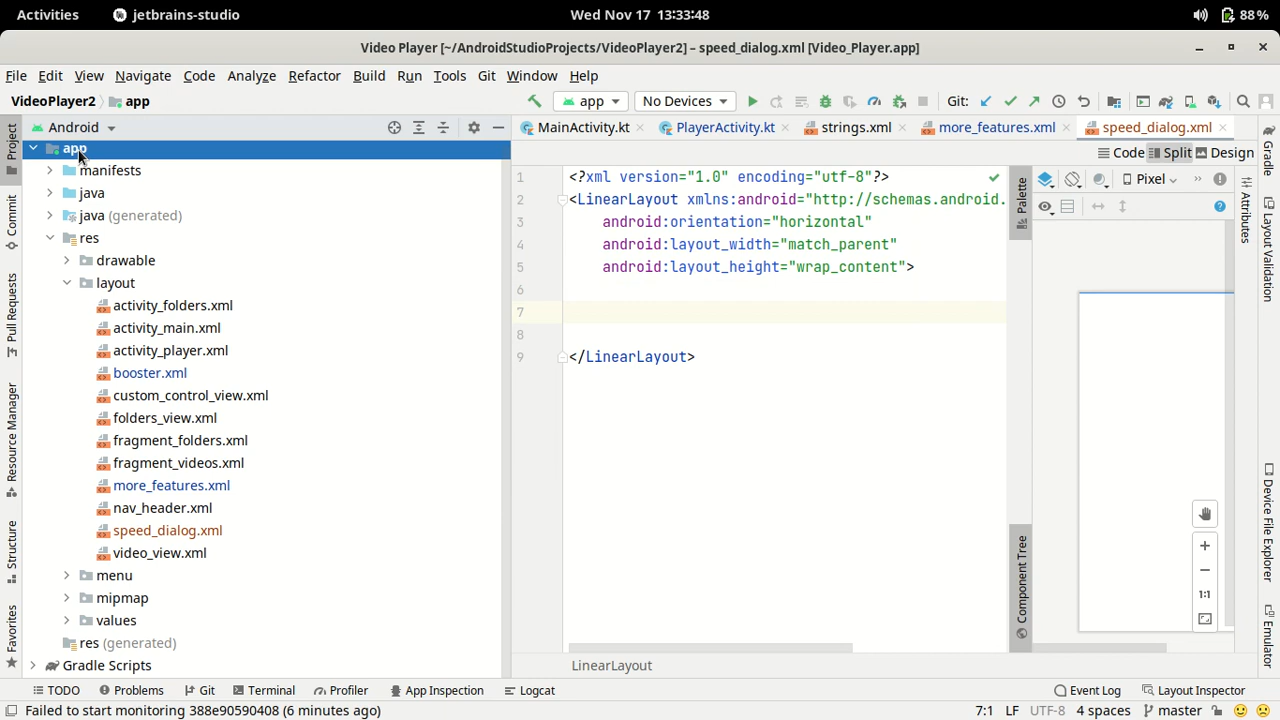 Activities jetbrains-studio Wed Nov 17 13:33:48 88%
Video Player [~/AndroidStudioProjects/VideoPlayer2] – speed_dialog.xml [Video_Player.app]
File Edit View Navigate Code Analyze Refactor Build Run Tools Git Window Help
VideoPlayer2 app app No Devices Git:
Android MainActivity.kt PlayerActivity.kt strings.xml more_features.xml speed_dialog.xml
Code Split Design
Pixel
app
manifests
java
java (generated)
res
drawable
layout
activity_folders.xml
activity_main.xml
activity_player.xml
booster.xml
custom_control_view.xml
folders_view.xml
fragment_folders.xml
fragment_videos.xml
more_features.xml
nav_header.xml
speed_dialog.xml
video_view.xml
menu
mipmap
values
res (generated)
Gradle Scripts
1 <?xml version="1.0" encoding="utf-8"?>
2 <LinearLayout xmlns:android="http://schemas.android.
3 android:orientation="horizontal"
4 android:layout_width="match_parent"
5 android:layout_height="wrap_content">
6
7
8
9 </LinearLayout>
LinearLayout
Project
Commit
Pull Requests
Resource Manager
Structure
Favorites
Palette
Component Tree
Attributes
Gradle
Layout Validation
Device File Explorer
Emulator
1:1
TODO Problems Git Terminal Profiler App Inspection Logcat Event Log Layout Inspector
Failed to start monitoring 388e90590408 (6 minutes ago) 7:1 LF UTF-8 4 spaces master